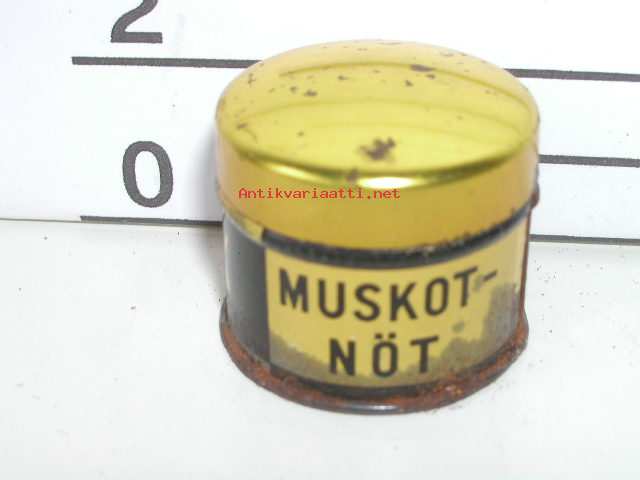 2
0
Antikvariaatti.net
MUSKOT-
NÖT